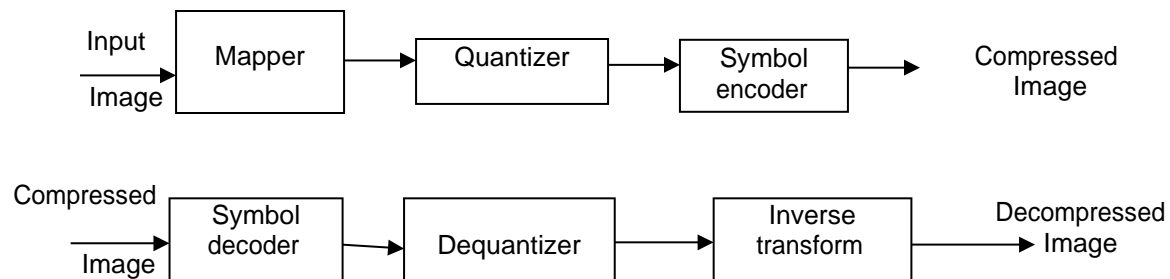 Input
Image
Mapper
Quantizer
Symbol
encoder
Compressed
Image
Compressed
Image
Symbol
decoder
Dequantizer
Inverse
transform
Decompressed
Image